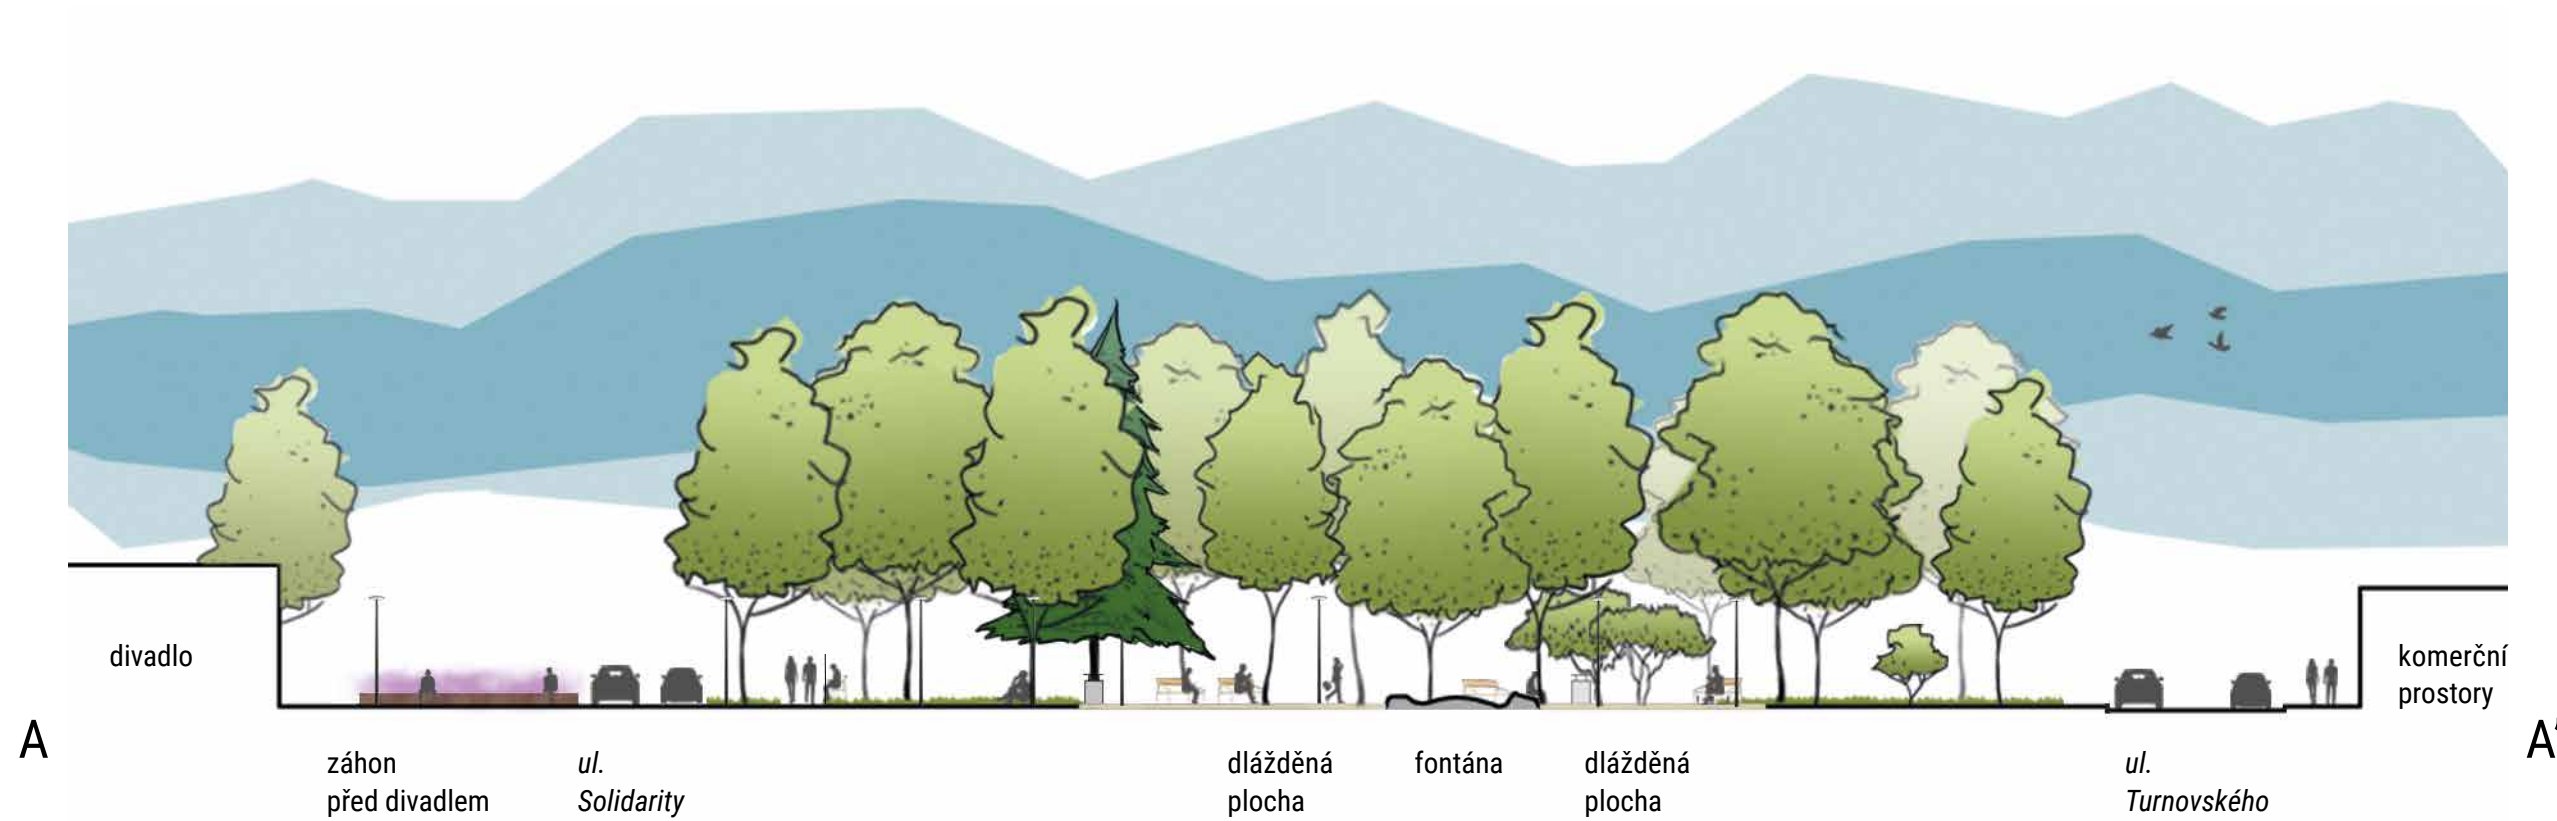 divadlo
komerční
prostory
A
A'
záhon
před divadlem
ul.
Solidarity
dlážděná
plocha
fontána
dlážděná
plocha
ul.
Turnovského